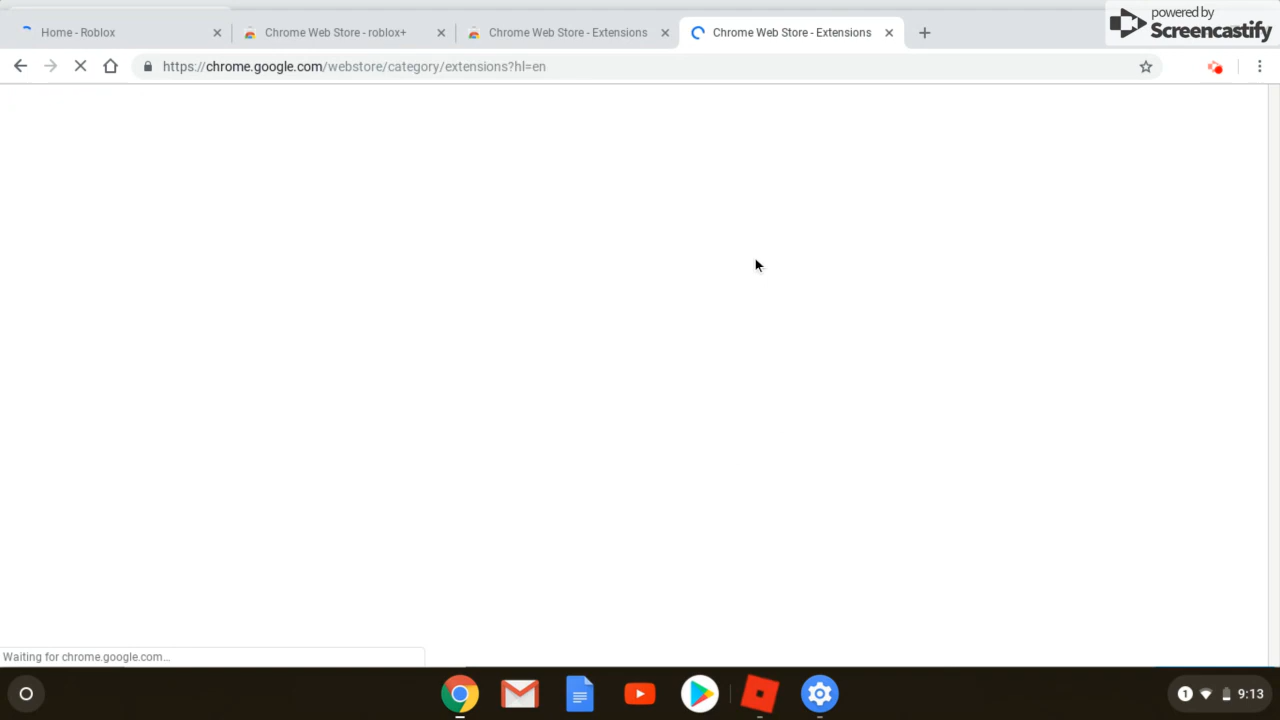 powered by
Screencastify
Home - Roblox
Chrome Web Store - roblox+
Chrome Web Store - Extensions
Chrome Web Store - Extensions
https://chrome.google.com/webstore/category/extensions?hl=en
Waiting for chrome.google.com...
1
9:13